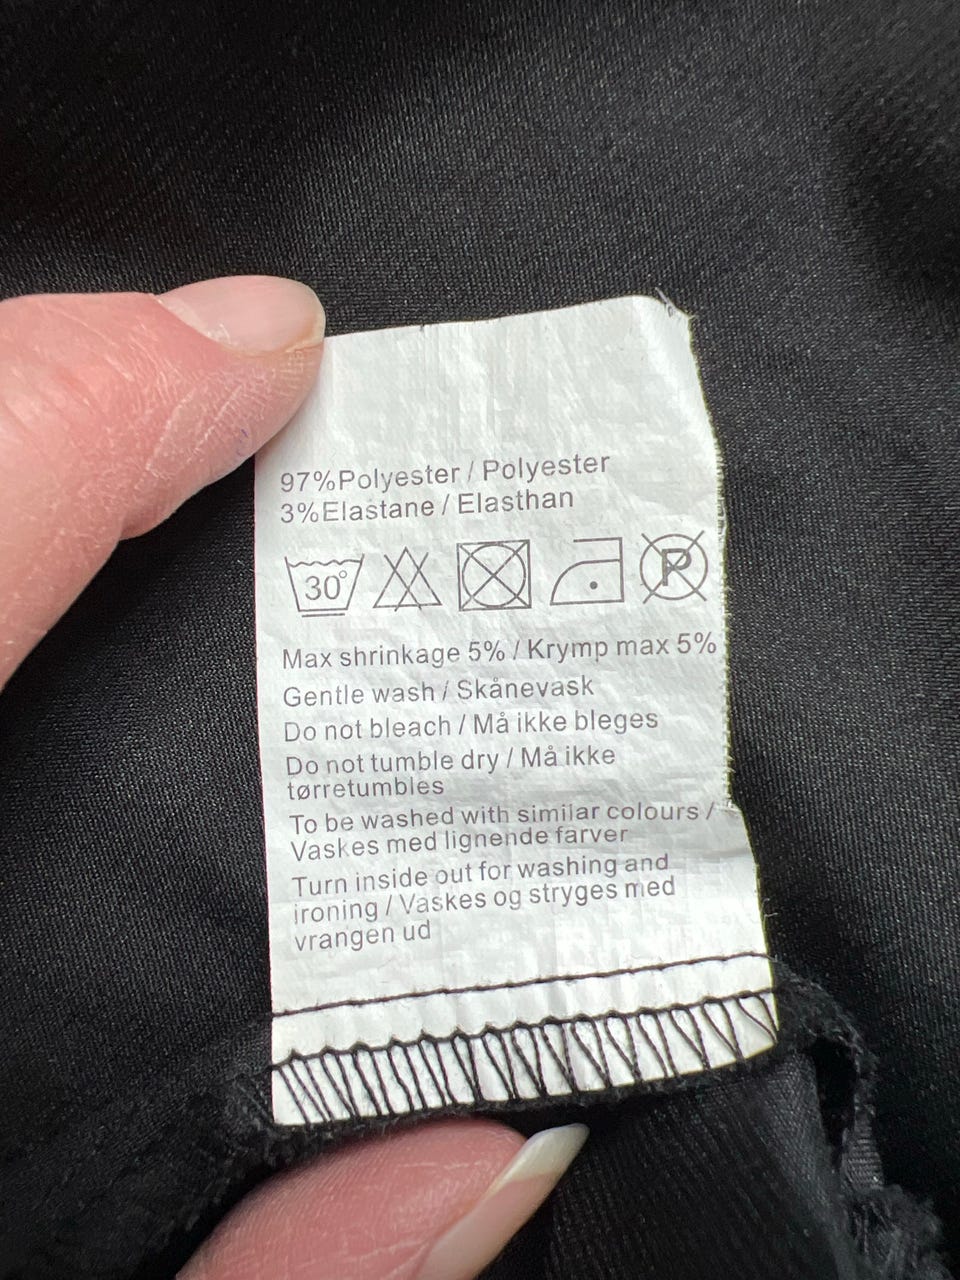 97%Polyester / Polyester
3%Elastane / Elasthan
30° P
Max shrinkage 5% / Krymp max 5%
Gentle wash / Skånevask
Do not bleach / Må ikke bleges
Do not tumble dry / Må ikke
tørretumbles
To be washed with similar colours /
Vaskes med lignende farver
Turn inside out for washing and
ironing / Vaskes og stryges med
vrangen ud